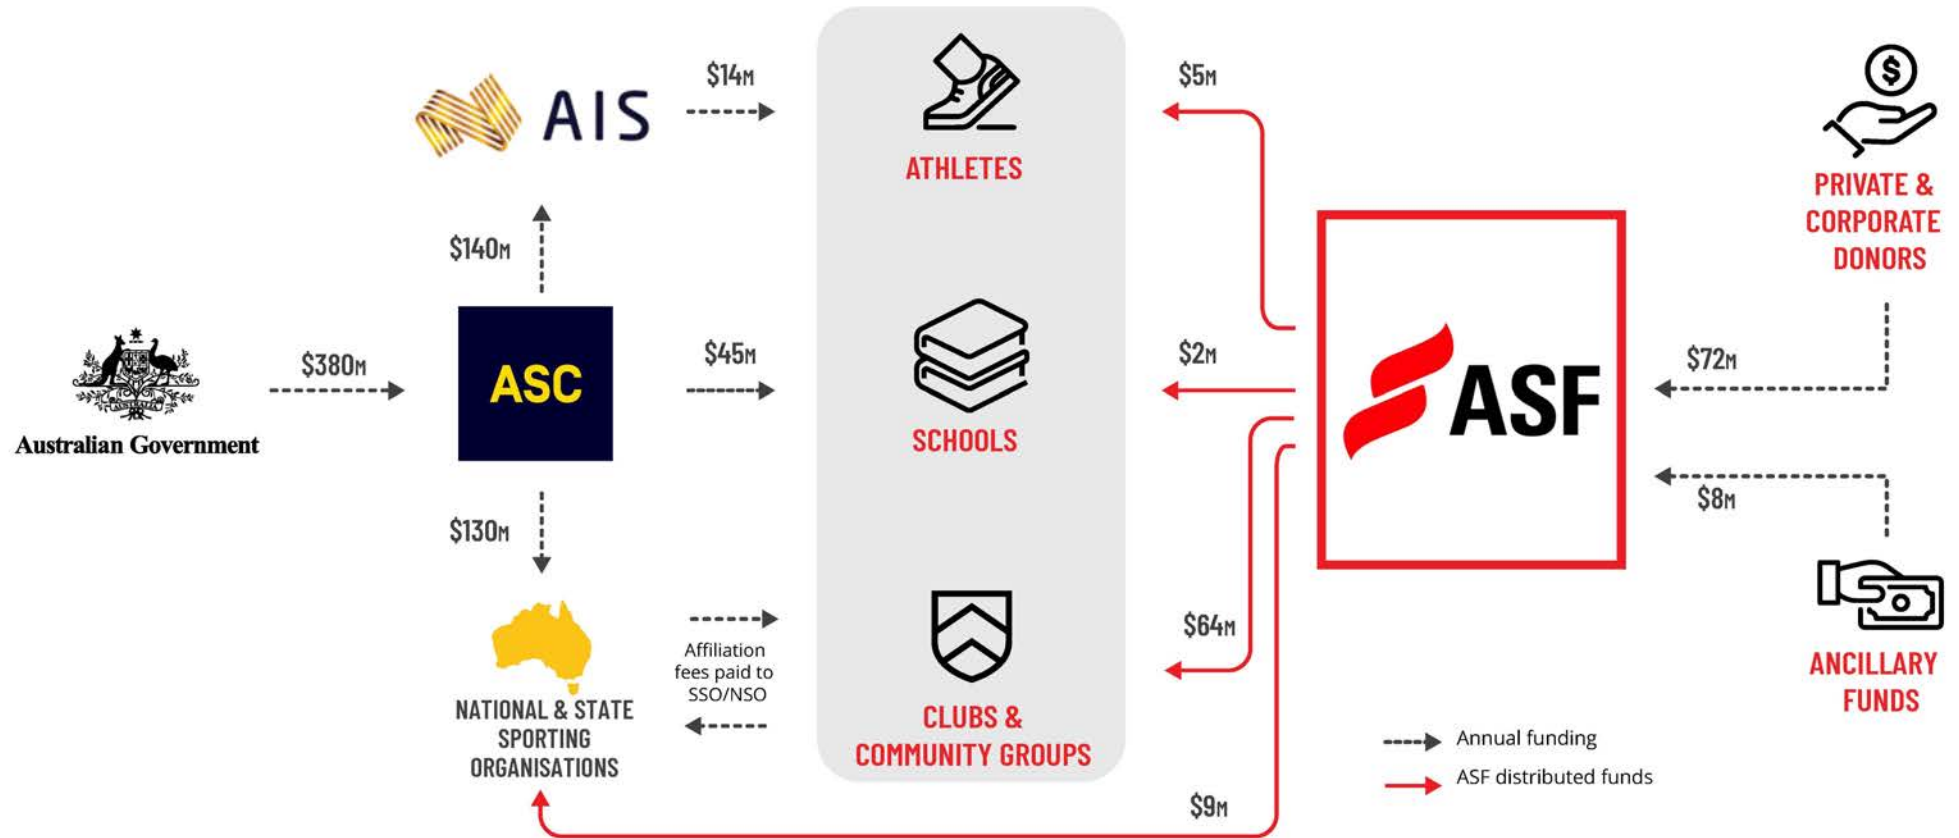 $14M
$5M
AIS
ATHLETES
PRIVATE &
CORPORATE
DONORS
$140M
$380M
ASC
$45M
$2M
ASF
$72M
Australian Government
SCHOOLS
$8M
$130M
$64M
Affiliation
fees paid to
SSO/NSO
NATIONAL & STATE
SPORTING
ORGANISATIONS
CLUBS &
COMMUNITY GROUPS
ANCILLARY
FUNDS
Annual funding
ASF distributed funds
$9M
$